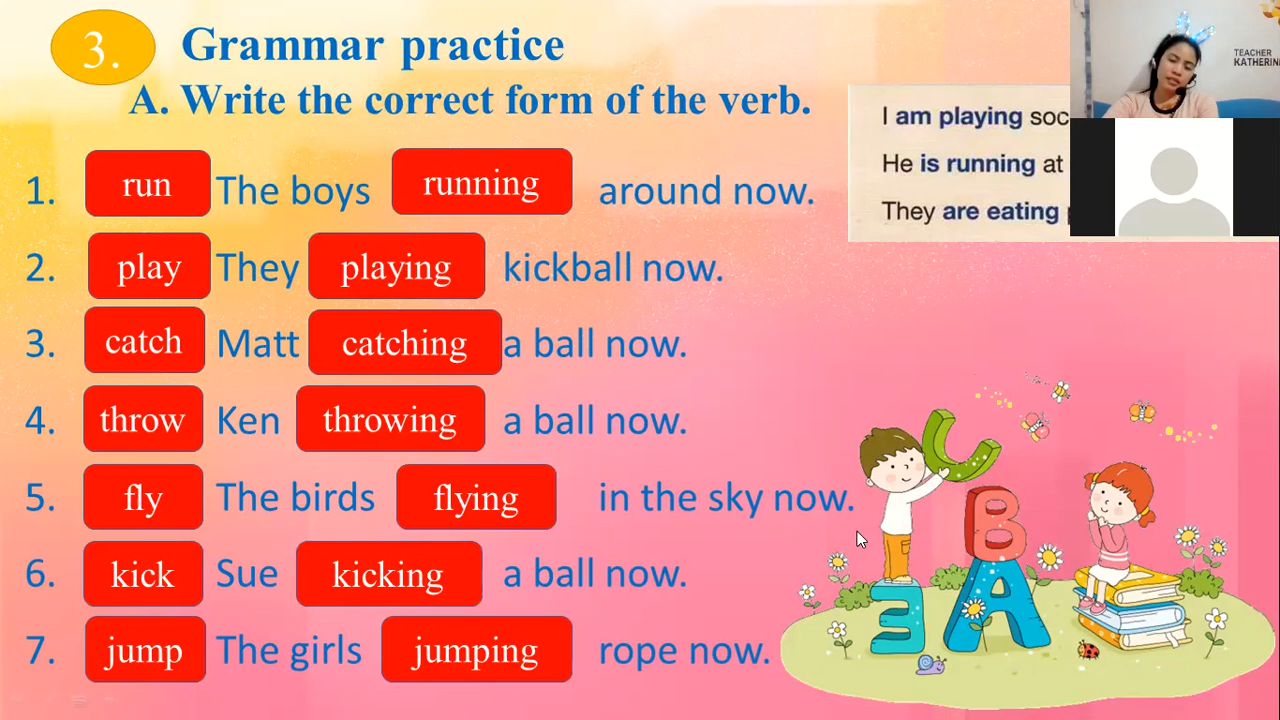 3. Grammar practice
A. Write the correct form of the verb.
1. run The boys running around now.
2. play They playing kickball now.
3. catch Matt catching a ball now.
4. throw Ken throwing a ball now.
5. fly The birds flying in the sky now.
6. kick Sue kicking a ball now.
7. jump The girls jumping rope now.
I am playing
He is running at
They are eating
TEACHER
C
B
A